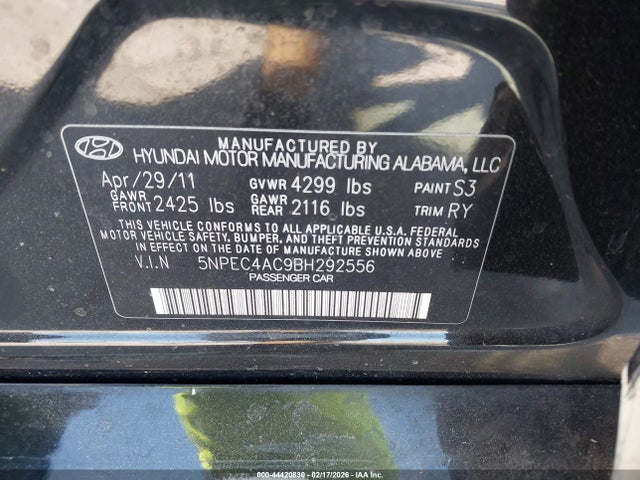 MANUFACTURED BY
HYUNDAI MOTOR MANUFACTURING ALABAMA, LLC
Apr/29/11 GVWR 4299 lbs PAINT S3
GAWR FRONT 2425 lbs GAWR REAR 2116 lbs TRIM RY
THIS VEHICLE CONFORMS TO ALL APPLICABLE U.S.A. FEDERAL
MOTOR VEHICLE SAFETY, BUMPER, AND THEFT PREVENTION STANDARDS
IN EFFECT ON THE DATE OF MANUFACTURE SHOWN ABOVE.
V.I.N 5NPEC4AC9BH292556
PASSENGER CAR
000-44420830 - 02/17/2026 - COPYRIGHT IAA, LLC.